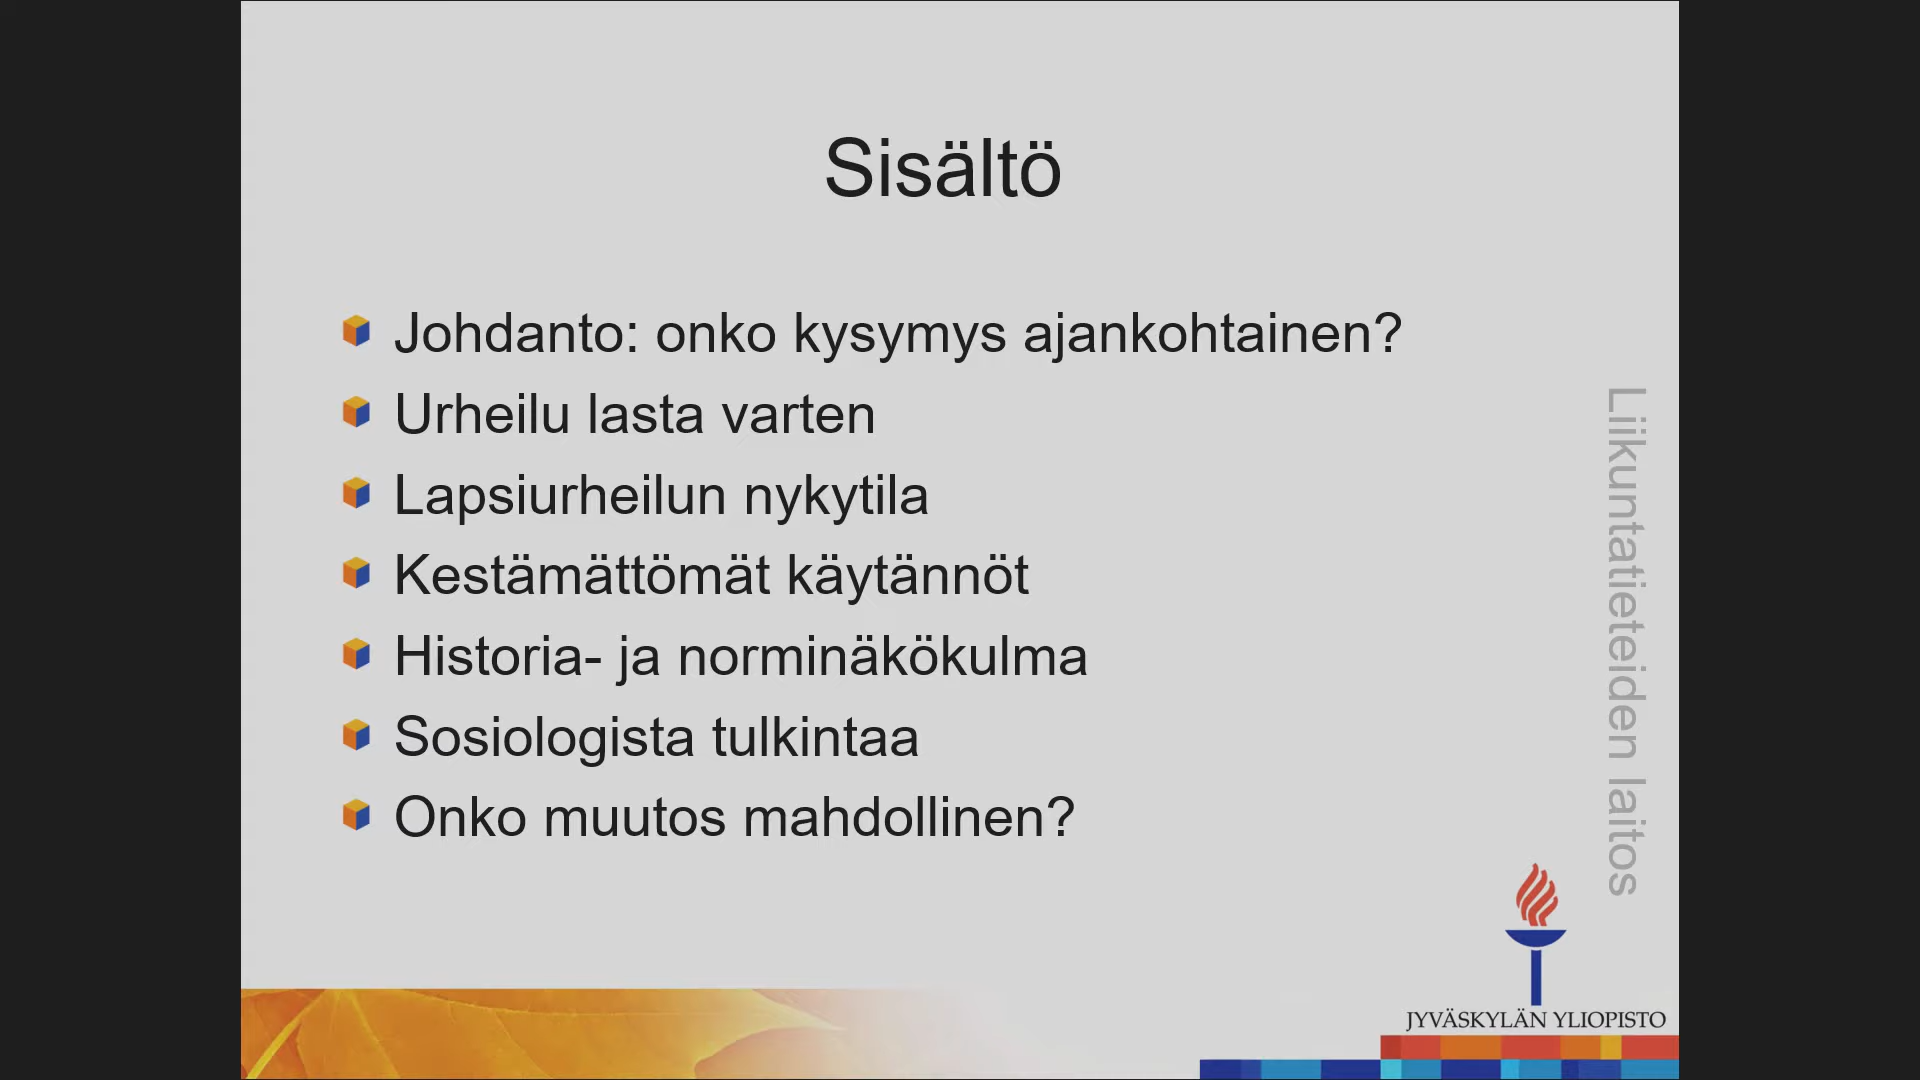 Sisältö
Johdanto: onko kysymys ajankohtainen?
Urheilu lasta varten
Lapsiurheilun nykytila
Kestämättömät käytännöt
Historia- ja norminäkökulma
Sosiologista tulkintaa
Onko muutos mahdollinen?
Liikuntatieteiden laitos
JYVÄSKYLÄN YLIOPISTO